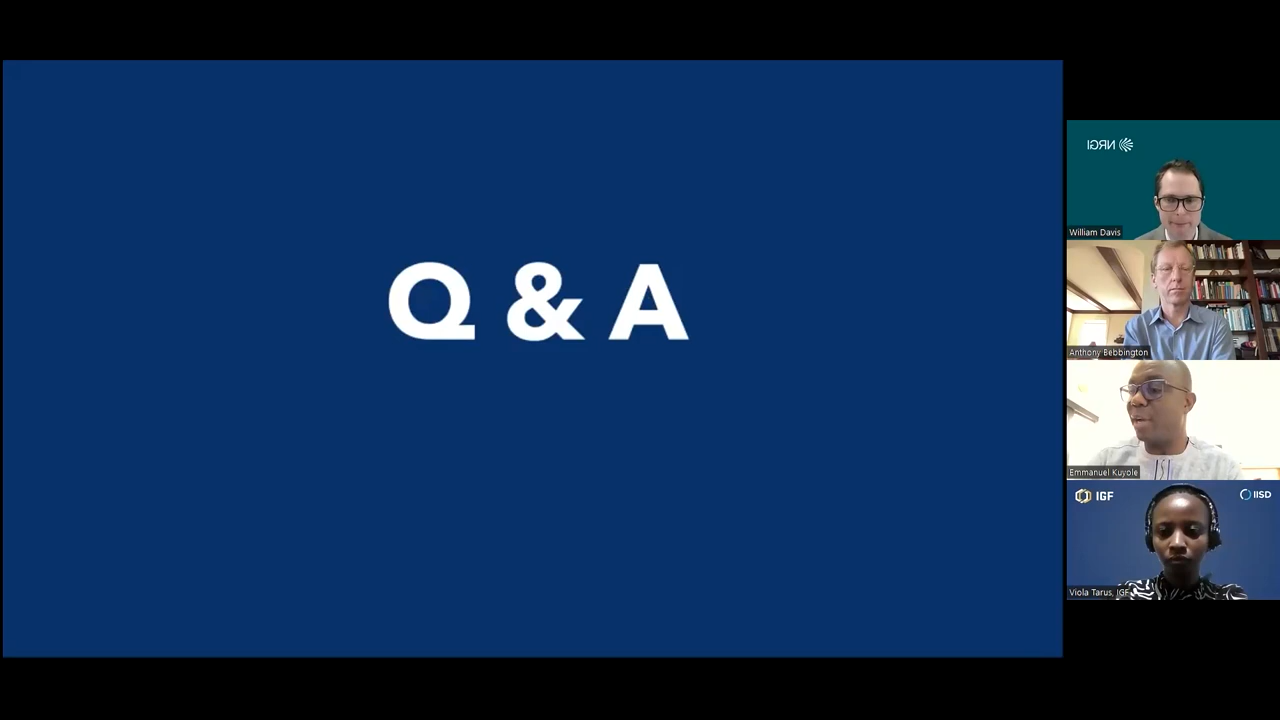 Q & A
NRGI
William Davis
Anthony Bebbington
Emmanuel Kuyole
IGF
IISD
Viola Tarus, IGF